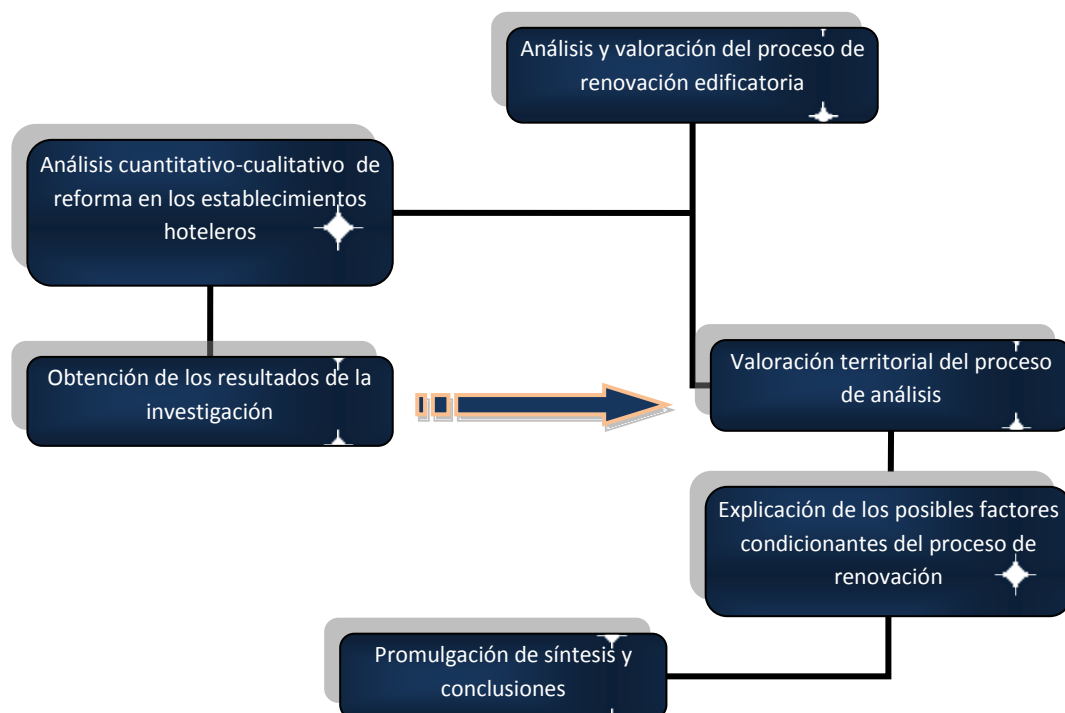 Análisis y valoración del proceso de
renovación edificatoria
Análisis cuantitativo-cualitativo de
reforma en los establecimientos
hoteleros
Obtención de los resultados de la
investigación
Valoración territorial del proceso
de análisis
Explicación de los posibles factores
condicionantes del proceso de
renovación
Promulgación de síntesis y
conclusiones